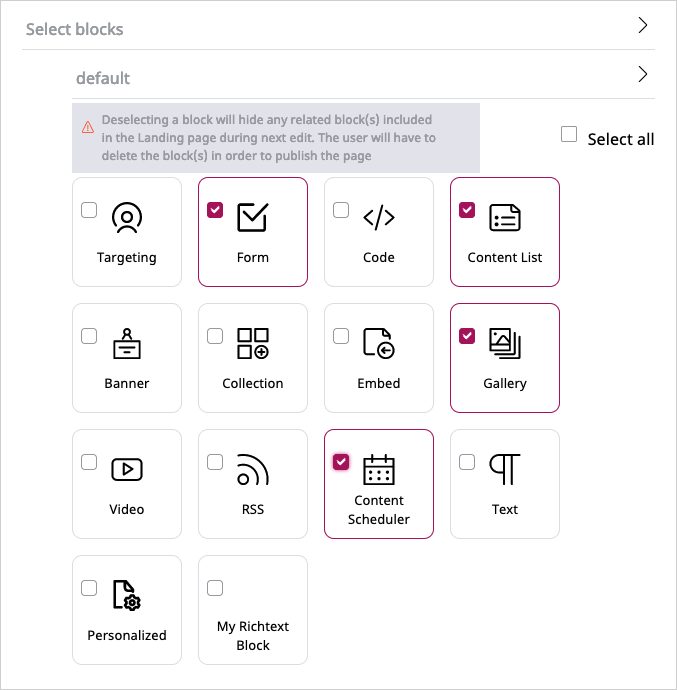 Select blocks
default
Deselecting a block will hide any related block(s) included
in the Landing page during next edit. The user will have to
delete the block(s) in order to publish the page
Select all
Targeting
Form
Code
Content List
Banner
Collection
Embed
Gallery
Video
RSS
Content
Scheduler
Text
Personalized
My Richtext
Block